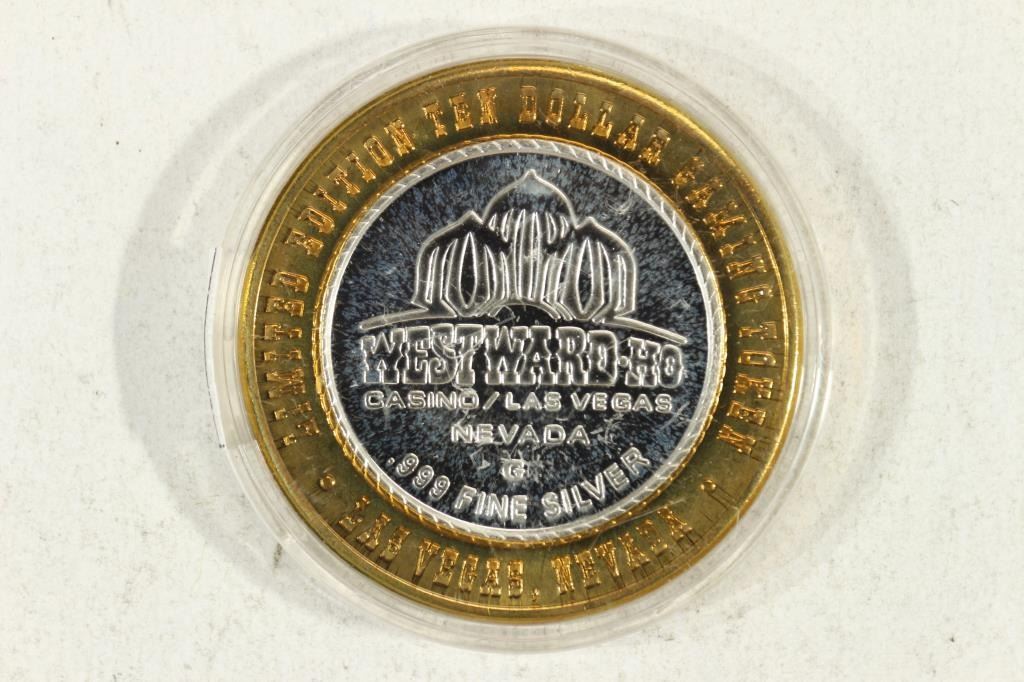 LIMITED EDITION TEN DOLLAR GAMING TOKEN
WESTWARD·HO
CASINO/LAS VEGAS
NEVADA
G
.999 FINE SILVER
• LAS VEGAS, NEVADA •